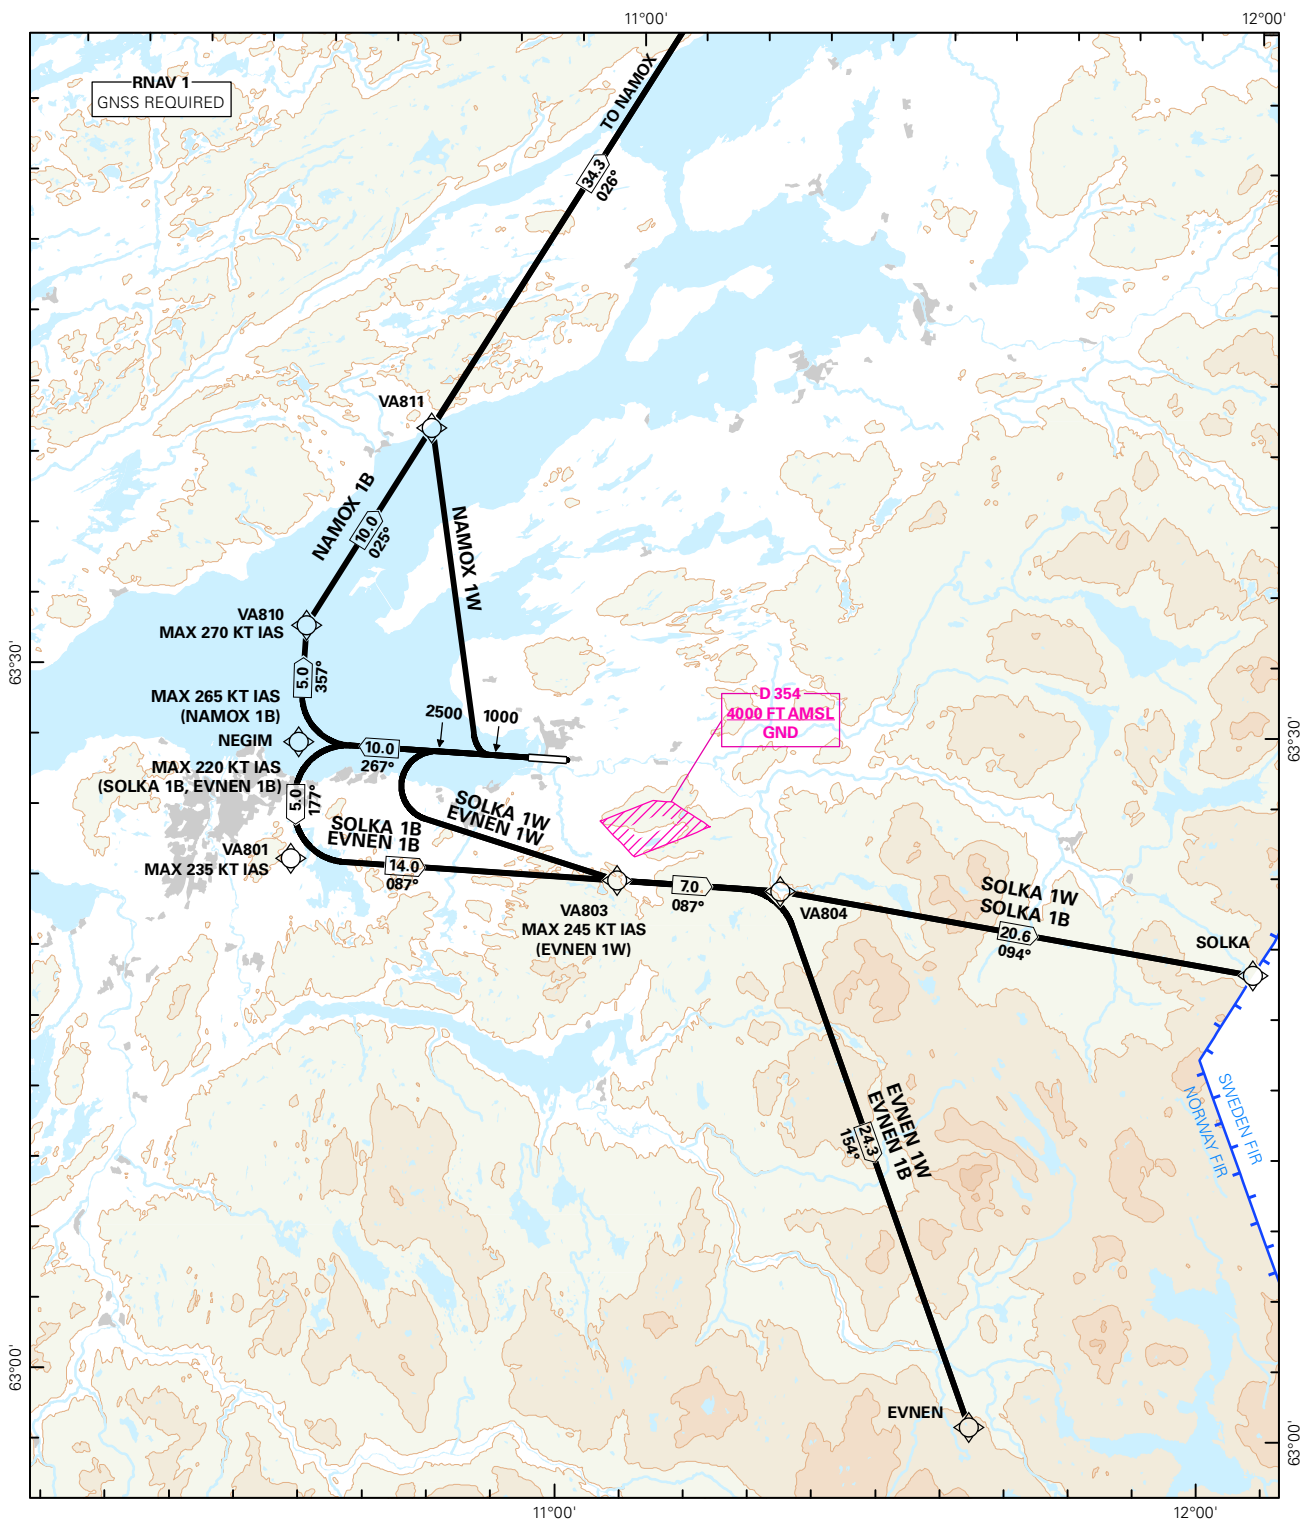 11°00'
12°00'
RNAV 1
GNSS REQUIRED
TO NAMOX
34.3
026°
VA811
NAMOX 1B
10.0
025°
NAMOX 1W
VA810
MAX 270 KT IAS
5.0
357°
63°30'
MAX 265 KT IAS
(NAMOX 1B)
NEGIM
MAX 220 KT IAS
(SOLKA 1B, EVNEN 1B)
2500
1000
10.0
267°
D 354
4000 FT AMSL
GND
63°30'
5.0
177°
SOLKA 1W
EVNEN 1W
SOLKA 1B
EVNEN 1B
VA801
MAX 235 KT IAS
14.0
087°
7.0
087°
VA803
MAX 245 KT IAS
(EVNEN 1W)
VA804
SOLKA 1W
SOLKA 1B
20.6
094°
SOLKA
SWEDEN FIR
NORWAY FIR
EVNEN 1W
EVNEN 1B
24.3
154°
63°00'
EVNEN
63°00'
11°00'
12°00'